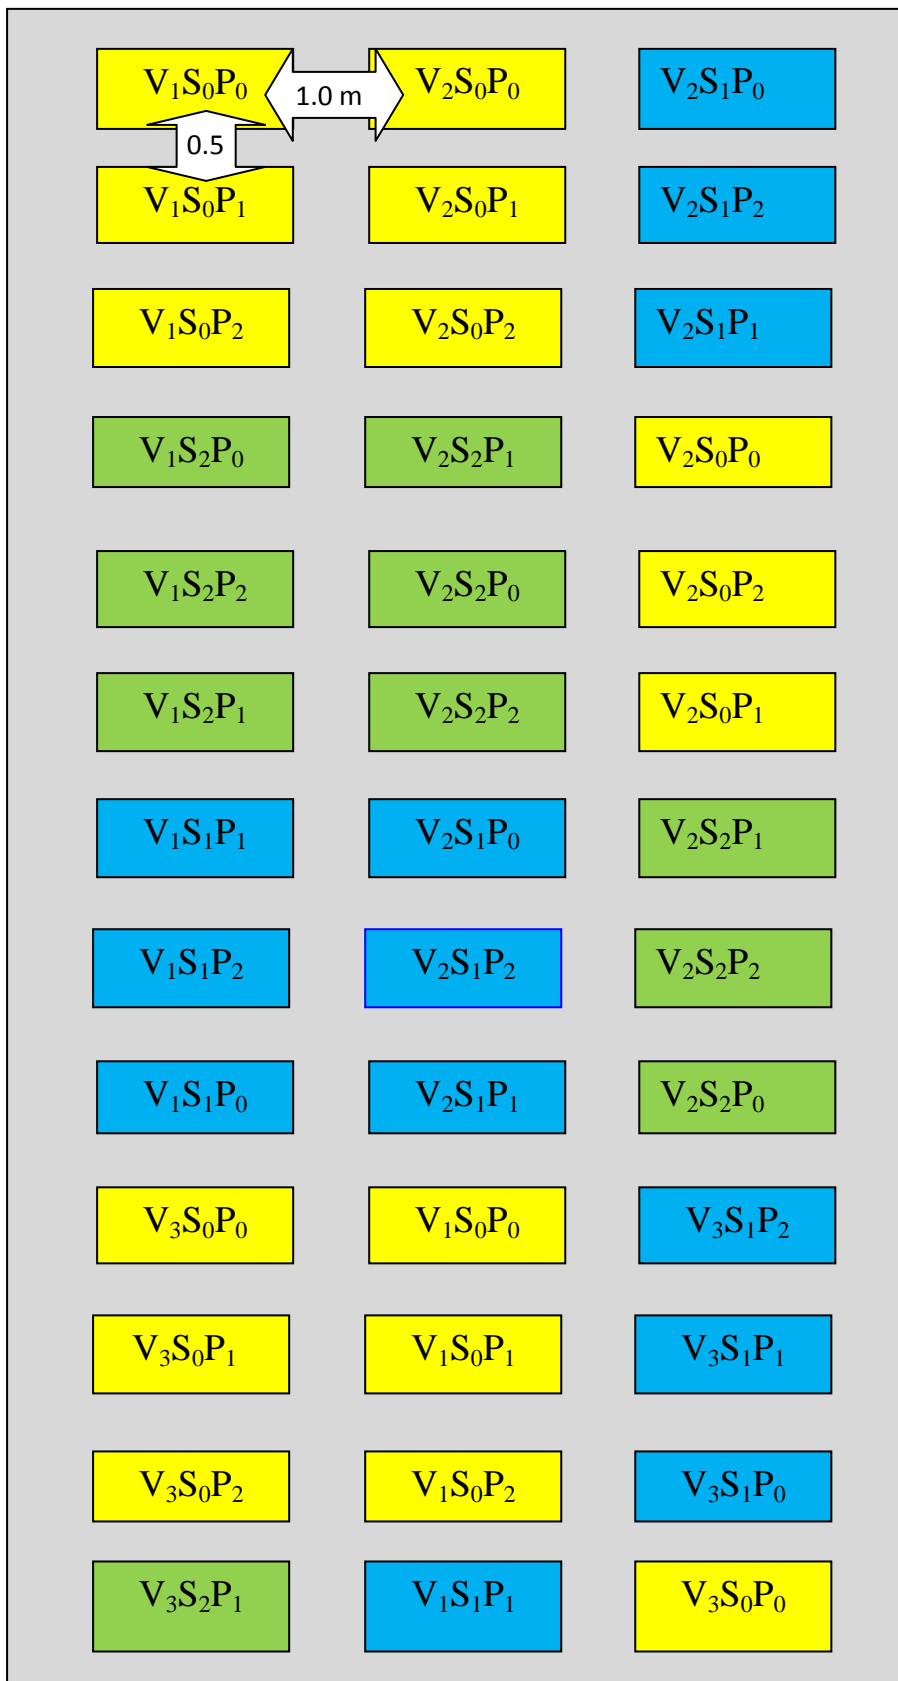 V₁S₀P₀ 1.0 m V₂S₀P₀ V₂S₁P₀
0.5
V₁S₀P₁ V₂S₀P₁ V₂S₁P₂
V₁S₀P₂ V₂S₀P₂ V₂S₁P₁
V₁S₂P₀ V₂S₂P₁ V₂S₀P₀
V₁S₂P₂ V₂S₂P₀ V₂S₀P₂
V₁S₂P₁ V₂S₂P₂ V₂S₀P₁
V₁S₁P₁ V₂S₁P₀ V₂S₂P₁
V₁S₁P₂ V₂S₁P₂ V₂S₂P₂
V₁S₁P₀ V₂S₁P₁ V₂S₂P₀
V₃S₀P₀ V₁S₀P₀ V₃S₁P₂
V₃S₀P₁ V₁S₀P₁ V₃S₁P₁
V₃S₀P₂ V₁S₀P₂ V₃S₁P₀
V₃S₂P₁ V₁S₁P₁ V₃S₀P₀